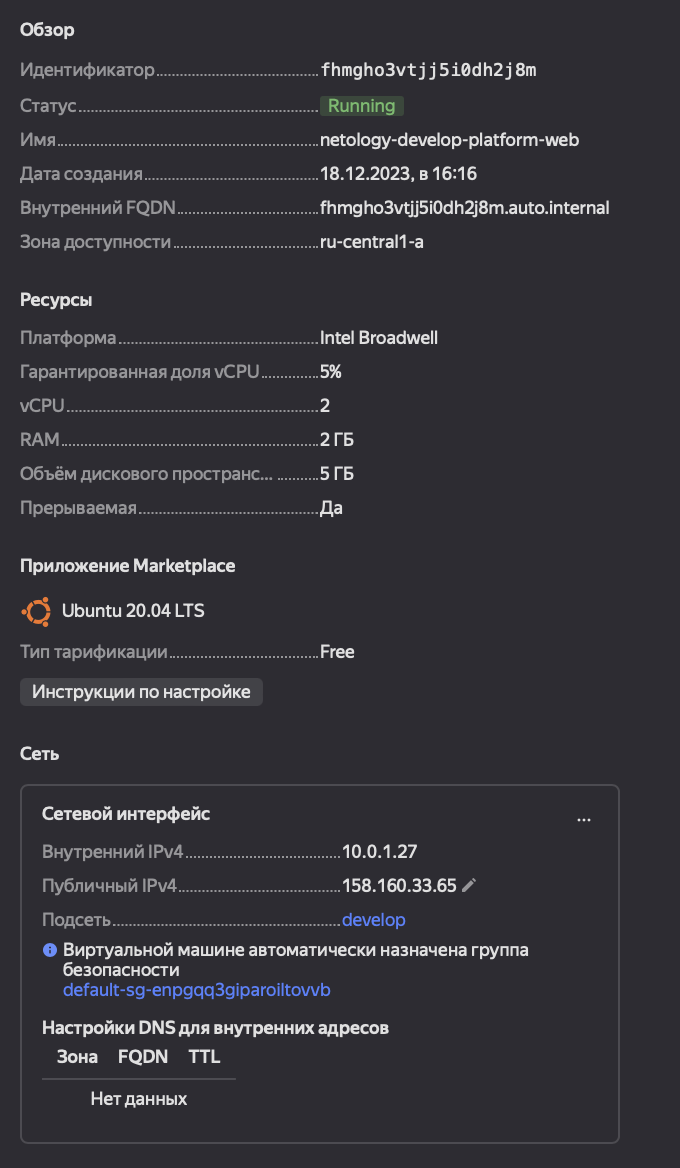 Обзор
Идентификатор fhmgho3vtjj5i0dh2j8m
Статус Running
Имя netology-develop-platform-web
Дата создания 18.12.2023, в 16:16
Внутренний FQDN fhmgho3vtjj5i0dh2j8m.auto.internal
Зона доступности ru-central1-a
Ресурсы
Платформа Intel Broadwell
Гарантированная доля vCPU 5%
vCPU 2
RAM 2 ГБ
Объём дискового пространс... 5 ГБ
Прерываемая Да
Приложение Marketplace
Ubuntu 20.04 LTS
Тип тарификации Free
Инструкции по настройке
Сеть
Сетевой интерфейс ...
Внутренний IPv4 10.0.1.27
Публичный IPv4 158.160.33.65
Подсеть develop
Виртуальной машине автоматически назначена группа
безопасности
default-sg-enpgqq3giparoiltovvb
Настройки DNS для внутренних адресов
Зона FQDN TTL
Нет данных